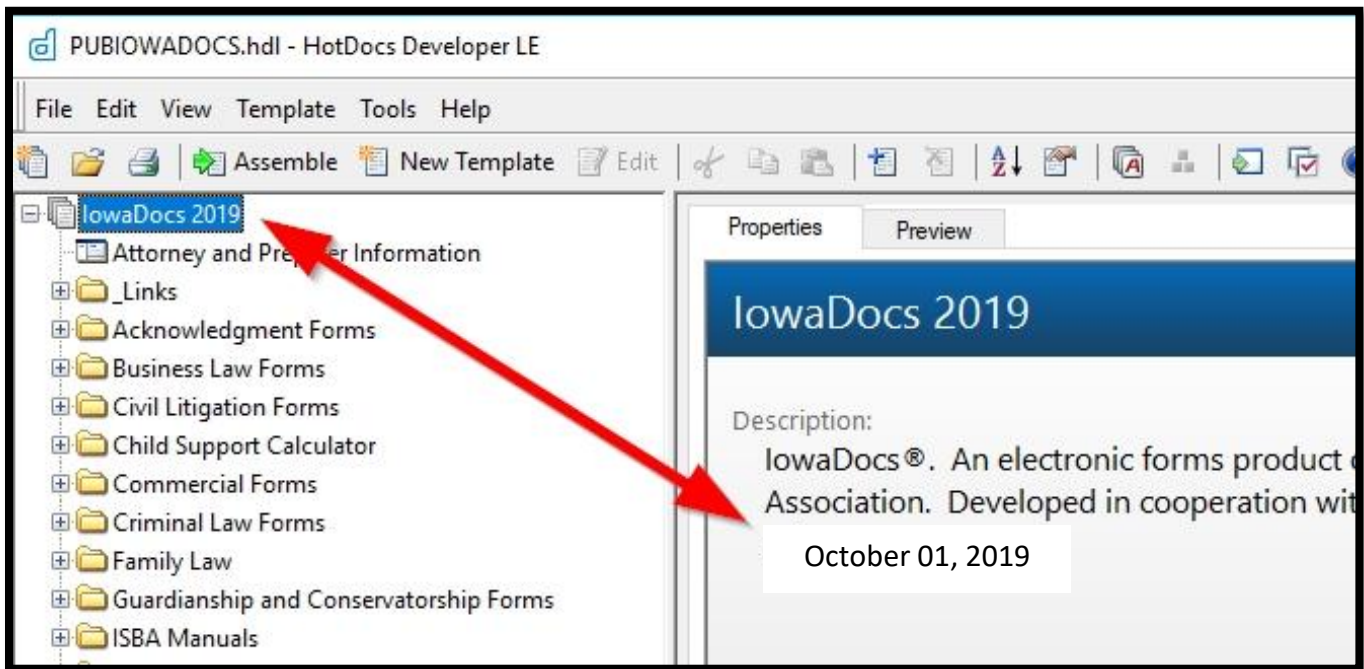 PUBIOWADOCS.hdl - HotDocs Developer LE
File Edit View Template Tools Help
Assemble New Template Edit
IowaDocs 2019
Attorney and Information
_Links
Acknowledgment Forms
Business Law Forms
Civil Litigation Forms
Child Support Calculator
Commercial Forms
Criminal Law Forms
Family Law
Guardianship and Conservatorship Forms
ISBA Manuals
Properties Preview
IowaDocs 2019
Description:
IowaDocs®. An electronic forms product
Association. Developed in cooperation
October 01, 2019